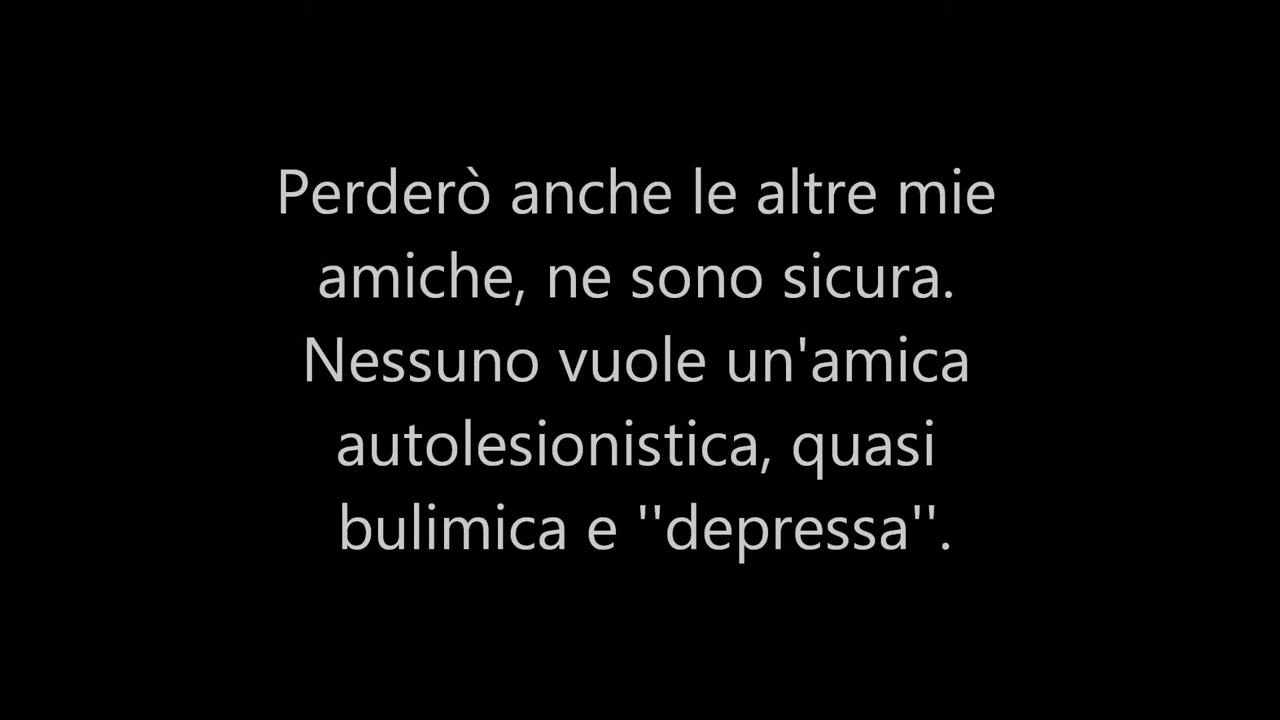 Perderò anche le altre mie
amiche, ne sono sicura.
Nessuno vuole un'amica
autolesionistica, quasi
bulimica e ''depressa''.